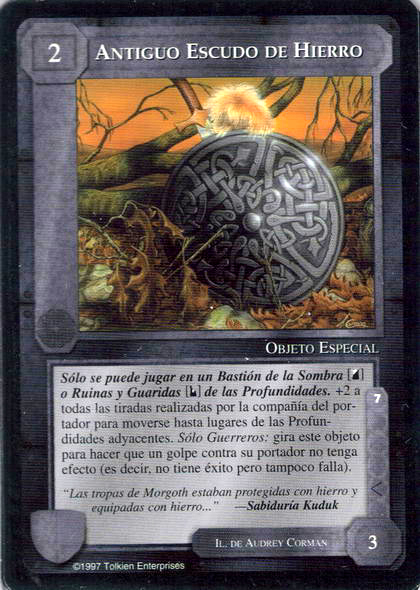 2
ANTIGUO ESCUDO DE HIERRO
OBJETO ESPECIAL
Sólo se puede jugar en un Bastión de la Sombra []
o Ruinas y Guaridas [] de las Profundidades. +2 a
todas las tiradas realizadas por la compañía del por-
tador para moverse hasta lugares de las Profun-
didades adyacentes. Sólo Guerreros: gira este objeto
para hacer que un golpe contra su portador no tenga
efecto (es decir, no tiene éxito pero tampoco falla).
7
"Las tropas de Morgoth estaban protegidas con hierro y
equipadas con hierro..." —Sabiduría Kuduk
IL. DE AUDREY CORMAN
3
©1997 Tolkien Enterprises